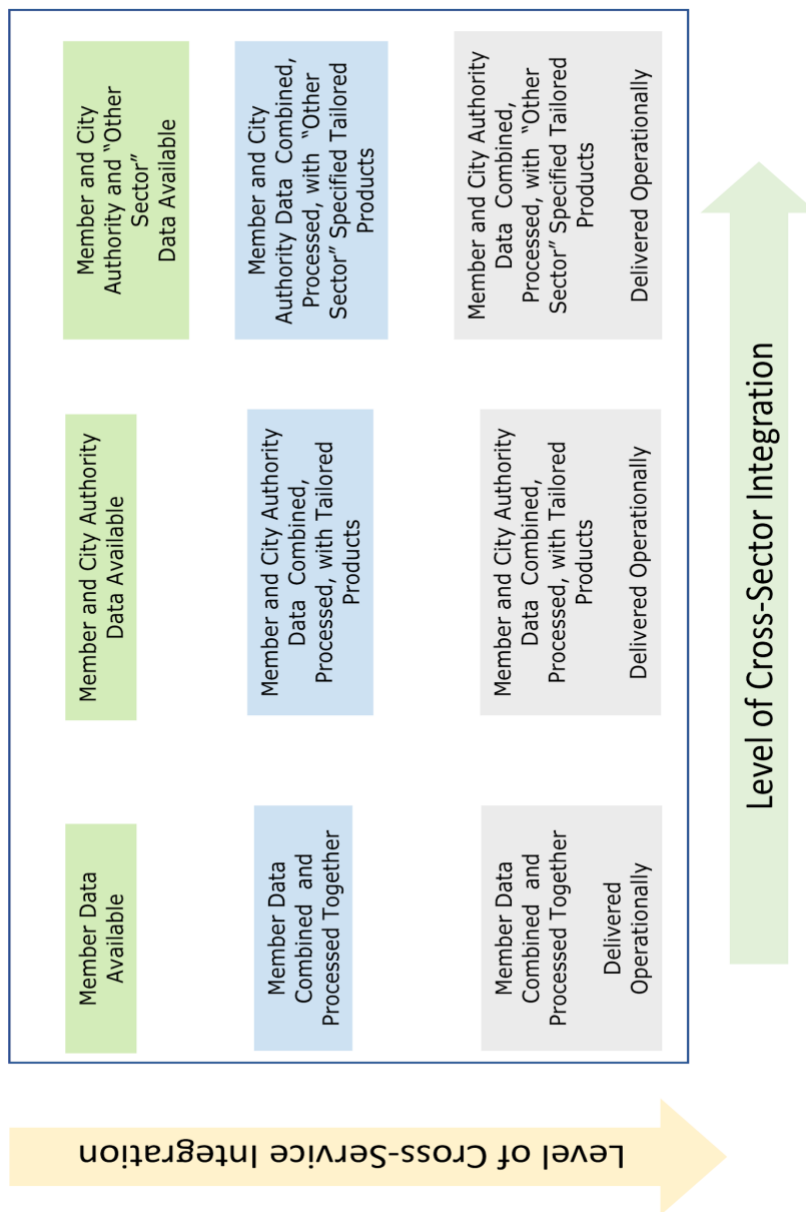 Member Data
Available
Member and City Authority
Data Available
Member and City
Authority and “Other
Sector”
Data Available
Member Data
Combined and
Processed Together
Member and City Authority
Data Combined,
Processed, with Tailored
Products
Member and City
Authority Data Combined,
Processed, with “Other
Sector” Specified Tailored
Products
Member Data
Combined and
Processed Together
Delivered
Operationally
Member and City Authority
Data Combined,
Processed, with Tailored
Products
Delivered Operationally
Member and City Authority
Data Combined,
Processed, with “Other
Sector” Specified Tailored
Products
Delivered Operationally
Level of Cross-Service Integration
Level of Cross-Sector Integration